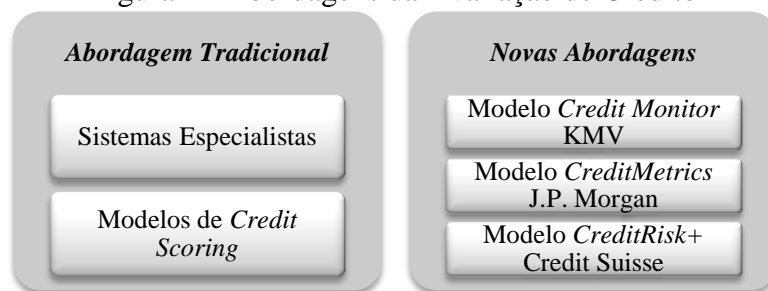 Abordagem Tradicional
Sistemas Especialistas
Modelos de Credit
Scoring
Novas Abordagens
Modelo Credit Monitor
KMV
Modelo CreditMetrics
J.P. Morgan
Modelo CreditRisk+
Credit Suisse